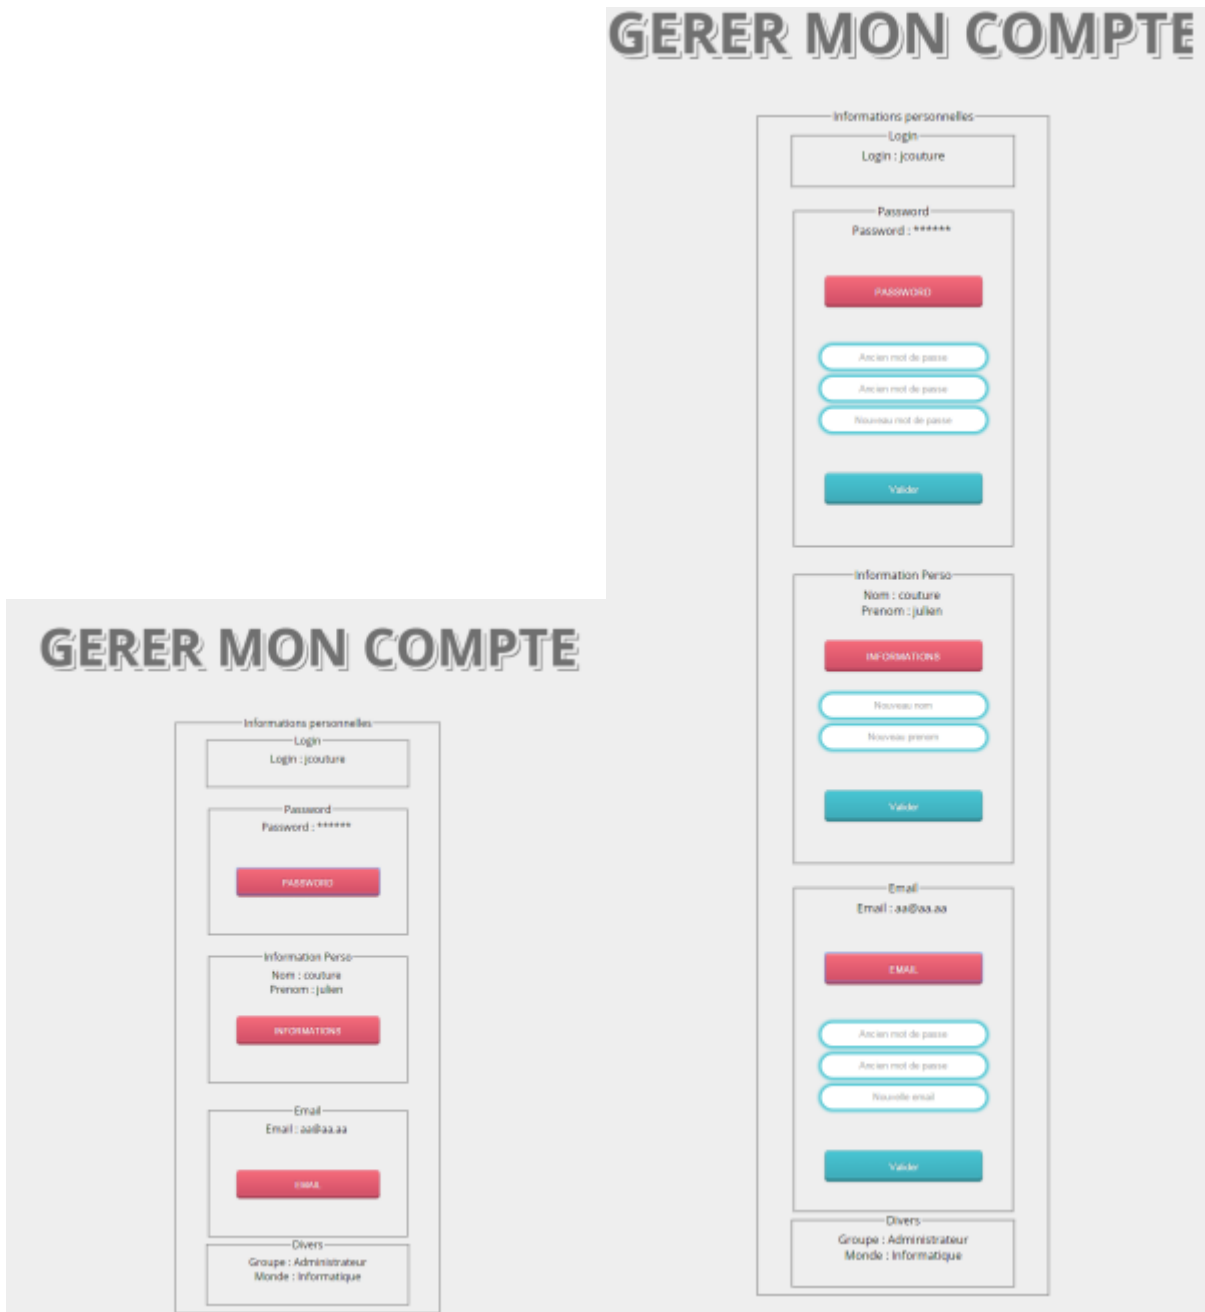 GERER MON COMPTE
Informations personnelles
Login
Login : jcouture
Password
Password : ******
PASSWORD
Information Perso
Nom : couture
Prenom : julien
INFORMATIONS
Email
Email : aa@aa.aa
EMAIL
Divers
Groupe : Administrateur
Monde : Informatique
GERER MON COMPTE
Informations personnelles
Login
Login : jcouture
Password
Password : ******
PASSWORD
Ancien mot de passe
Ancien mot de passe
Nouveau mot de passe
Valider
Information Perso
Nom : couture
Prenom : julien
INFORMATIONS
Nouveau nom
Nouveau prenom
Valider
Email
Email : aa@aa.aa
EMAIL
Ancien mot de passe
Ancien mot de passe
Nouvelle email
Valider
Divers
Groupe : Administrateur
Monde : Informatique